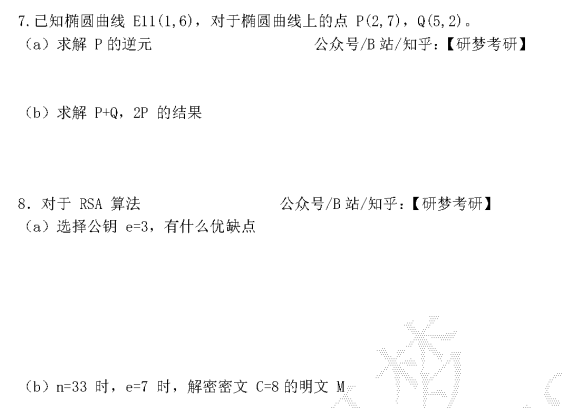 7.已知椭圆曲线 E11(1,6)，对于椭圆曲线上的点 P(2,7)，Q(5,2)。
（a）求解 P的逆元 公众号/B站/知乎:【研梦考研】
（b）求解 P+Q，2P 的结果
8. 对于 RSA 算法 公众号/B站/知乎:【研梦考研】
（a）选择公钥 e=3，有什么优缺点
（b）n=33 时，e=7 时，解密密文 C=8的明文 M